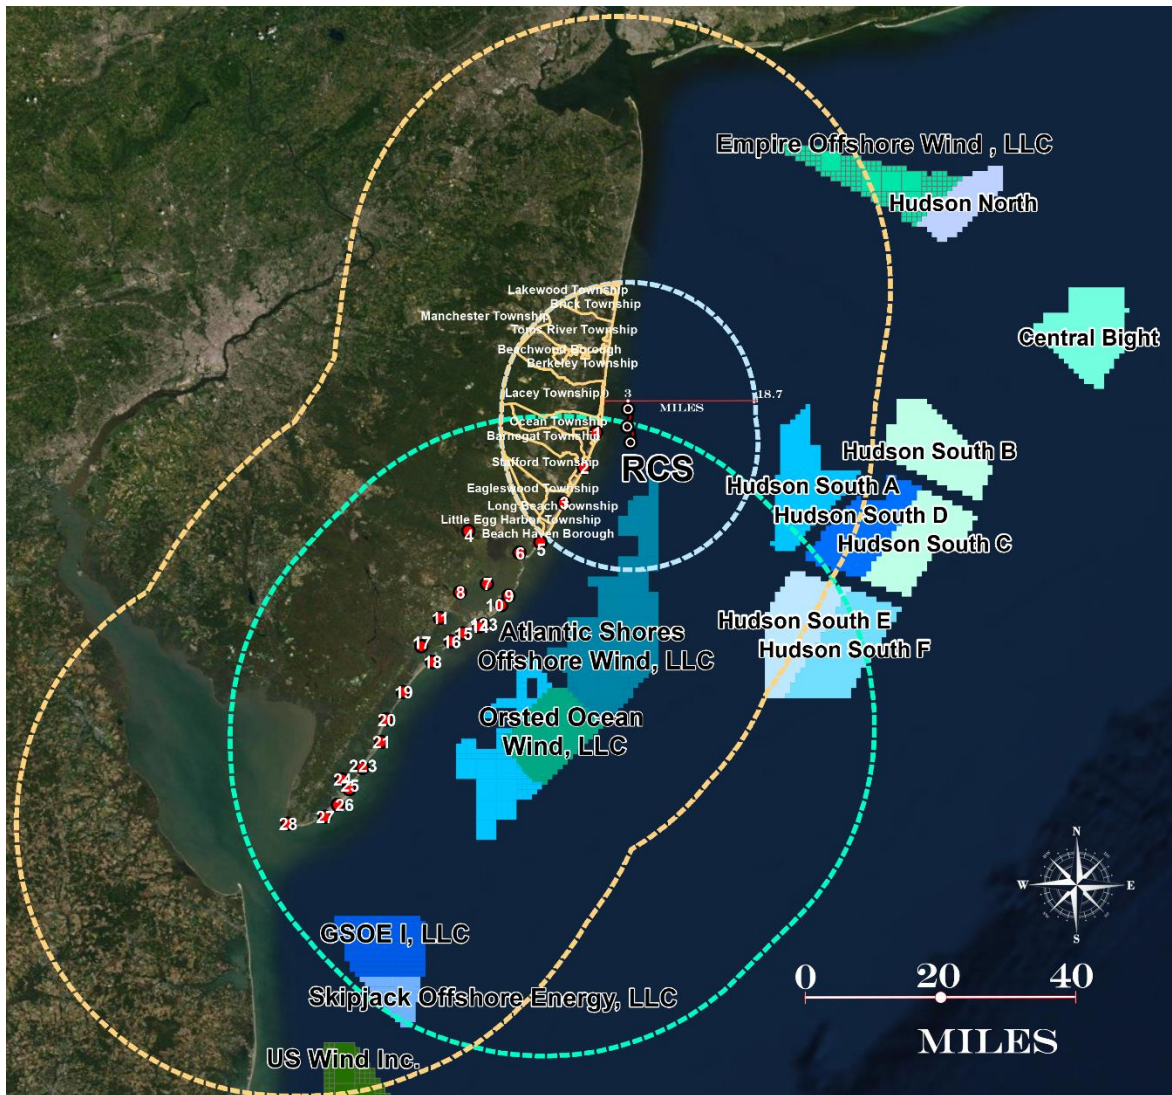 Empire Offshore Wind , LLC
Hudson North
Lakewood Township
Brick Township
Manchester Township
Toms River Township
Beechwood Borough
Berkeley Township
Central Bight
Lacey Township
0
3
18.7
MILES
Ocean Township
1
Barnegat Township
Hudson South B
Stafford Township
2
RCS
Hudson South A
Eagleswood Township
3
Long Beach Township
Hudson South D
Little Egg Harbor Township
Beach Haven Borough
4
5
6
Hudson South C
7
8
9
10
11
14
15
16
17
18
Atlantic Shores
Offshore Wind, LLC
Hudson South E
Hudson South F
19
20
21
Orsted Ocean
Wind, LLC
24
25
26
27
28
N
W
E
S
GSOE I, LLC
Skipjack Offshore Energy, LLC
US Wind Inc.
0
20
40
MILES